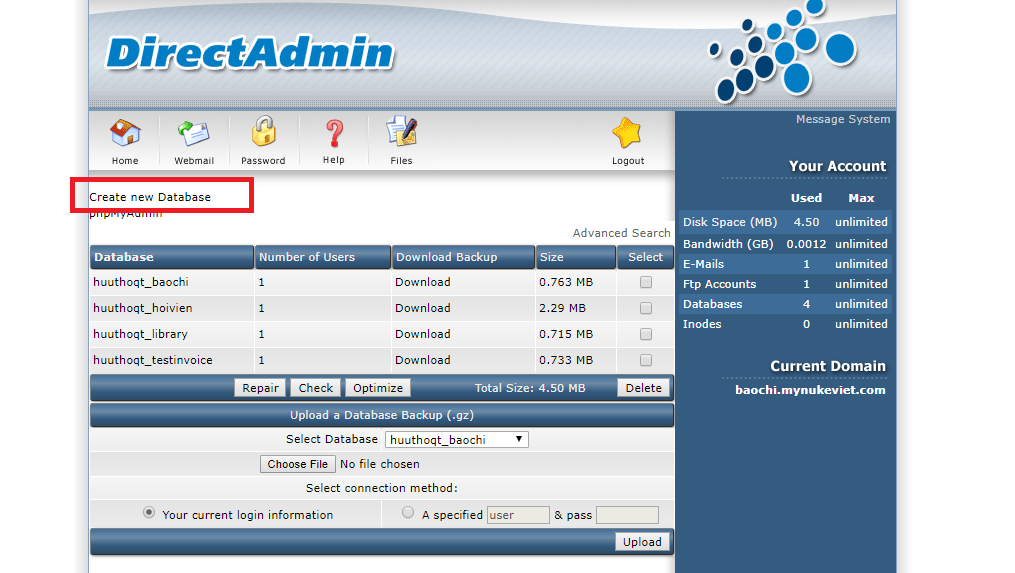 DirectAdmin
Home Webmail Password Help Files Logout
Message System
Create new Database
phpMyAdmin
Advanced Search
Database Number of Users Download Backup Size Select
huuthoqt_baochi 1 Download 0.763 MB
huuthoqt_hoivien 1 Download 2.29 MB
huuthoqt_library 1 Download 0.715 MB
huuthoqt_testinvoice 1 Download 0.733 MB
Repair Check Optimize Total Size: 4.50 MB Delete
Upload a Database Backup (.gz)
Select Database huuthoqt_baochi
Choose File No file chosen
Select connection method:
Your current login information A specified user & pass
Upload
Your Account
Used Max
Disk Space (MB) 4.50 unlimited
Bandwidth (GB) 0.0012 unlimited
E-Mails 1 unlimited
Ftp Accounts 1 unlimited
Databases 4 unlimited
Inodes 0 unlimited
Current Domain
baochi.mynukeviet.com